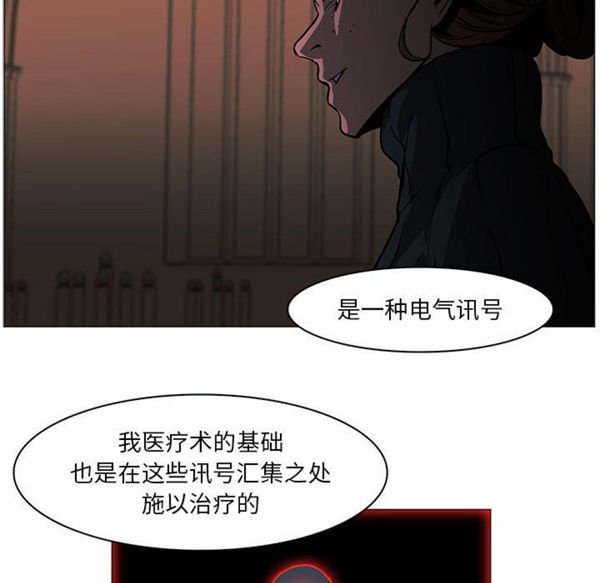 是一种电气讯号
我医疗术的基础
也是在这些讯号汇集之处
施以治疗的